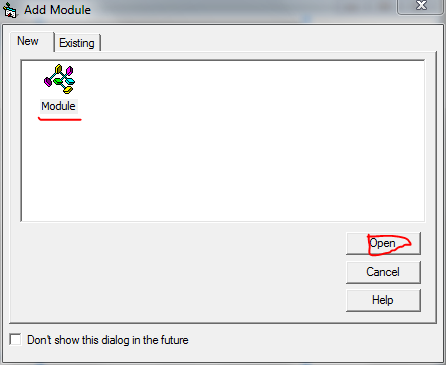 Add Module
New
Existing
Module
Open
Cancel
Help
Don't show this dialog in the future